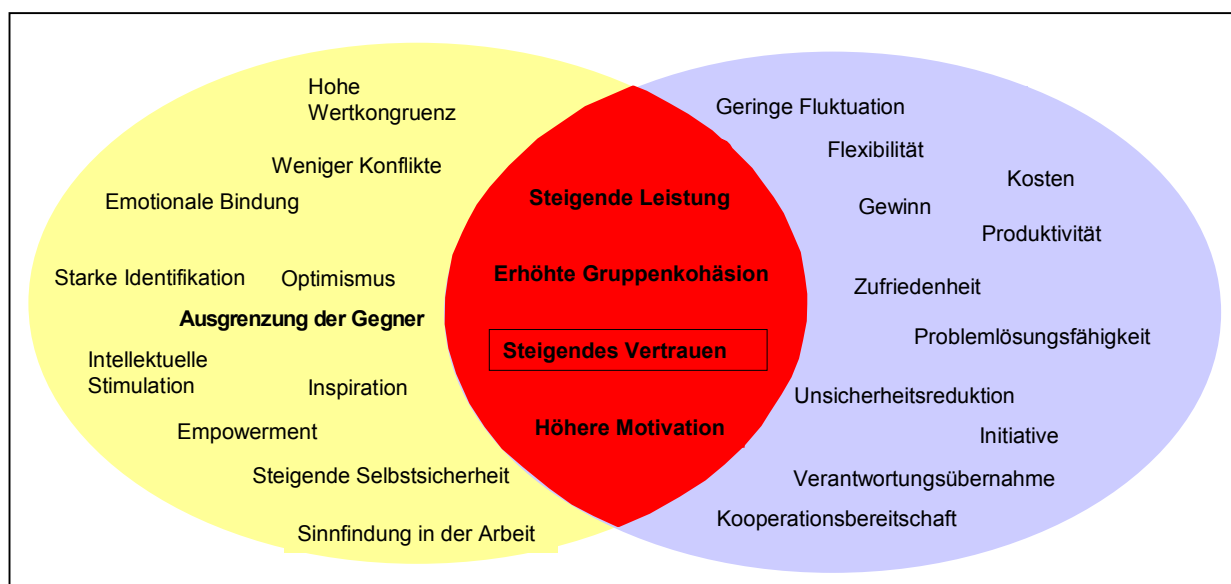 Hohe
Wertkongruenz
Weniger Konflikte
Emotionale Bindung
Starke Identifikation
Optimismus
Ausgrenzung der Gegner
Intellektuelle
Stimulation
Inspiration
Empowerment
Steigende Selbstsicherheit
Sinnfindung in der Arbeit
Steigende Leistung
Erhöhte Gruppenkohäsion
Steigendes Vertrauen
Höhere Motivation
Geringe Fluktuation
Flexibilität
Kosten
Gewinn
Produktivität
Zufriedenheit
Problemlösungsfähigkeit
Unsicherheitsreduktion
Initiative
Verantwortungsübernahme
Kooperationsbereitschaft